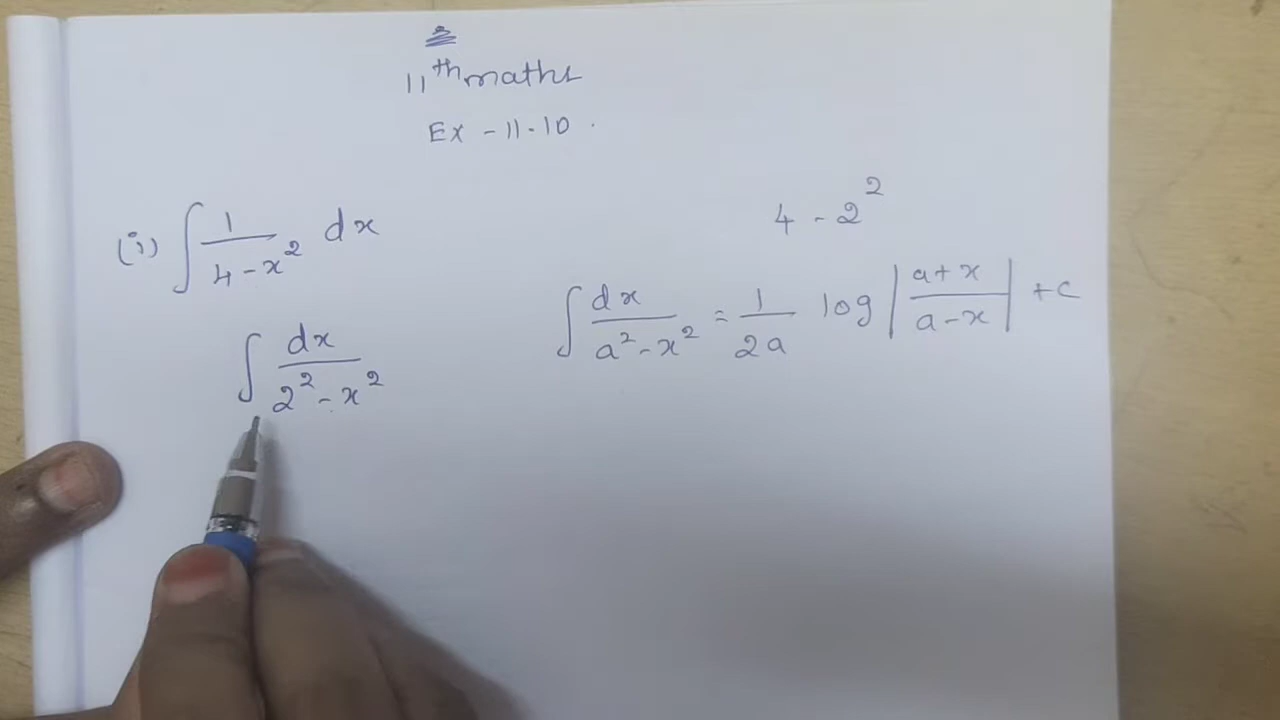 11th maths
Ex - 11.10.
(i) ∫ 1/(4-x²) dx
4 - 2²
∫ dx/(a²-x²) = 1/2a log |(a+x)/(a-x)| +c
∫ dx/(2²-x²)